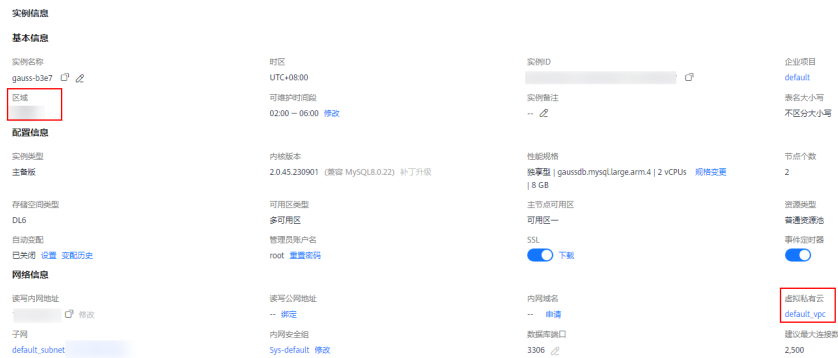 实例信息
基本信息
实例名称 时区 实例ID 企业项目
gauss-b3e7 UTC+08:00 default
区域 可维护时间段 实例备注 表名大小写
02:00 – 06:00 修改 -- 不区分大小写
配置信息
实例类型 内核版本 性能规格 节点个数
主备版 2.0.45.230901 (兼容 MySQL8.0.22) 补丁升级 独享型 | gaussdb.mysql.large.arm.4 | 2 vCPUs 规格变更 2
| 8 GB
存储空间类型 可用区类型 主节点可用区 资源类型
DL6 多可用区 可用区一 普通资源池
自动变配 管理员账户名 SSL 事件定时器
已关闭 设置 变配历史 root 重置密码 下载
网络信息
读写内网地址 读写公网地址 内网域名 虚拟私有云
修改 -- 绑定 -- 申请 default_vpc
子网 内网安全组 数据库端口 建议最大连接数
default_subnet Sys-default 修改 3306 2,500